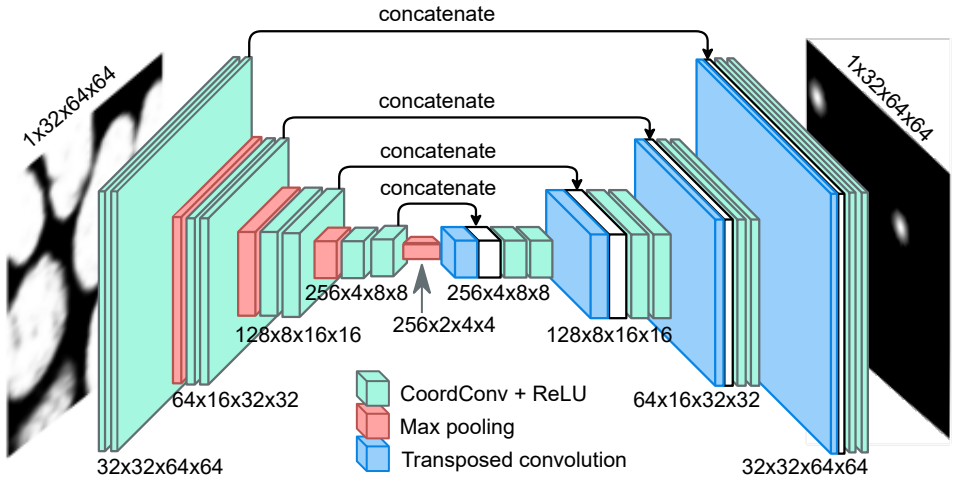 concatenate
concatenate
concatenate
concatenate
1x32x64x64
1x32x64x64
256x4x8x8
256x4x8x8
256x2x4x4
128x8x16x16
128x8x16x16
64x16x32x32
64x16x32x32
32x32x64x64
32x32x64x64
CoordConv + ReLU
Max pooling
Transposed convolution